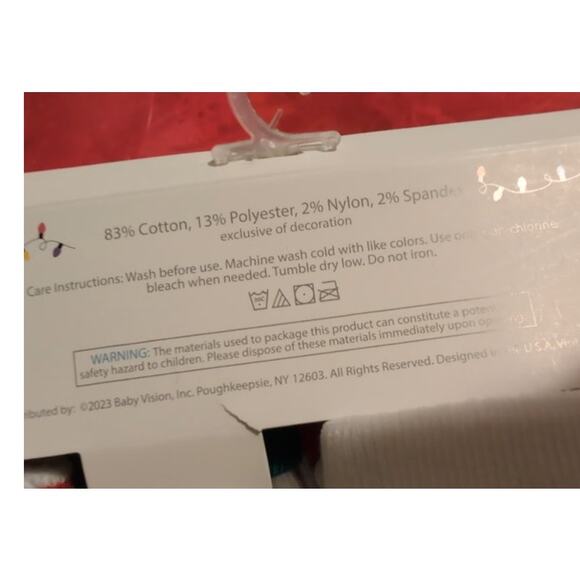 83% Cotton, 13% Polyester, 2% Nylon, 2% Spandex
exclusive of decoration
Care Instructions: Wash before use. Machine wash cold with like colors. Use non-chlorine
bleach when needed. Tumble dry low. Do not iron.
WARNING: The materials used to package this product can constitute a
safety hazard to children. Please dispose of these materials immediately upon
by: ©2023 Baby Vision, Inc. Poughkeepsie, NY 12603. All Rights Reserved. Designed U.S.A.